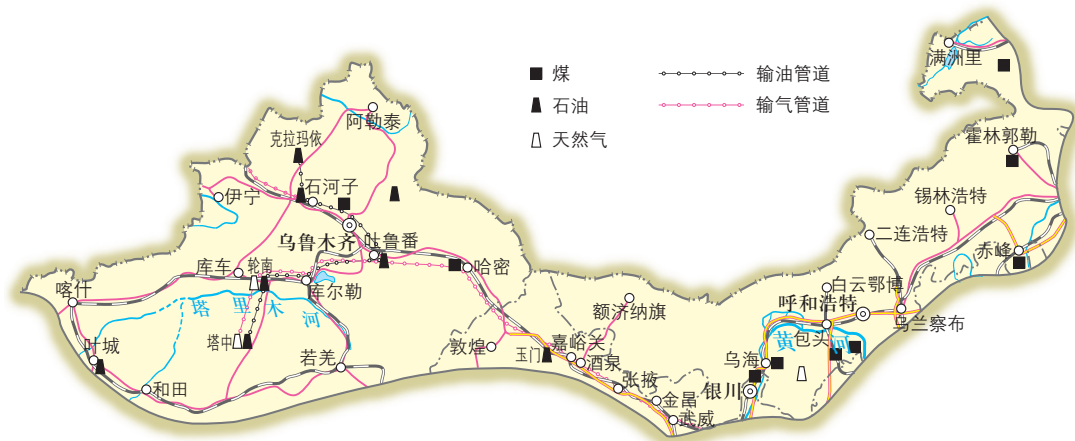 煤
输油管道
石油
输气管道
天然气
满洲里
霍林郭勒
锡林浩特
二连浩特
赤峰
白云鄂博
呼和浩特
乌兰察布
包头
黄河
乌海
银川
额济纳旗
嘉峪关
酒泉
玉门
张掖
金昌
武威
敦煌
哈密
吐鲁番
乌鲁木齐
石河子
克拉玛依
阿勒泰
伊宁
库车
轮南
库尔勒
塔里木河
喀什
叶城
和田
塔中
若羌